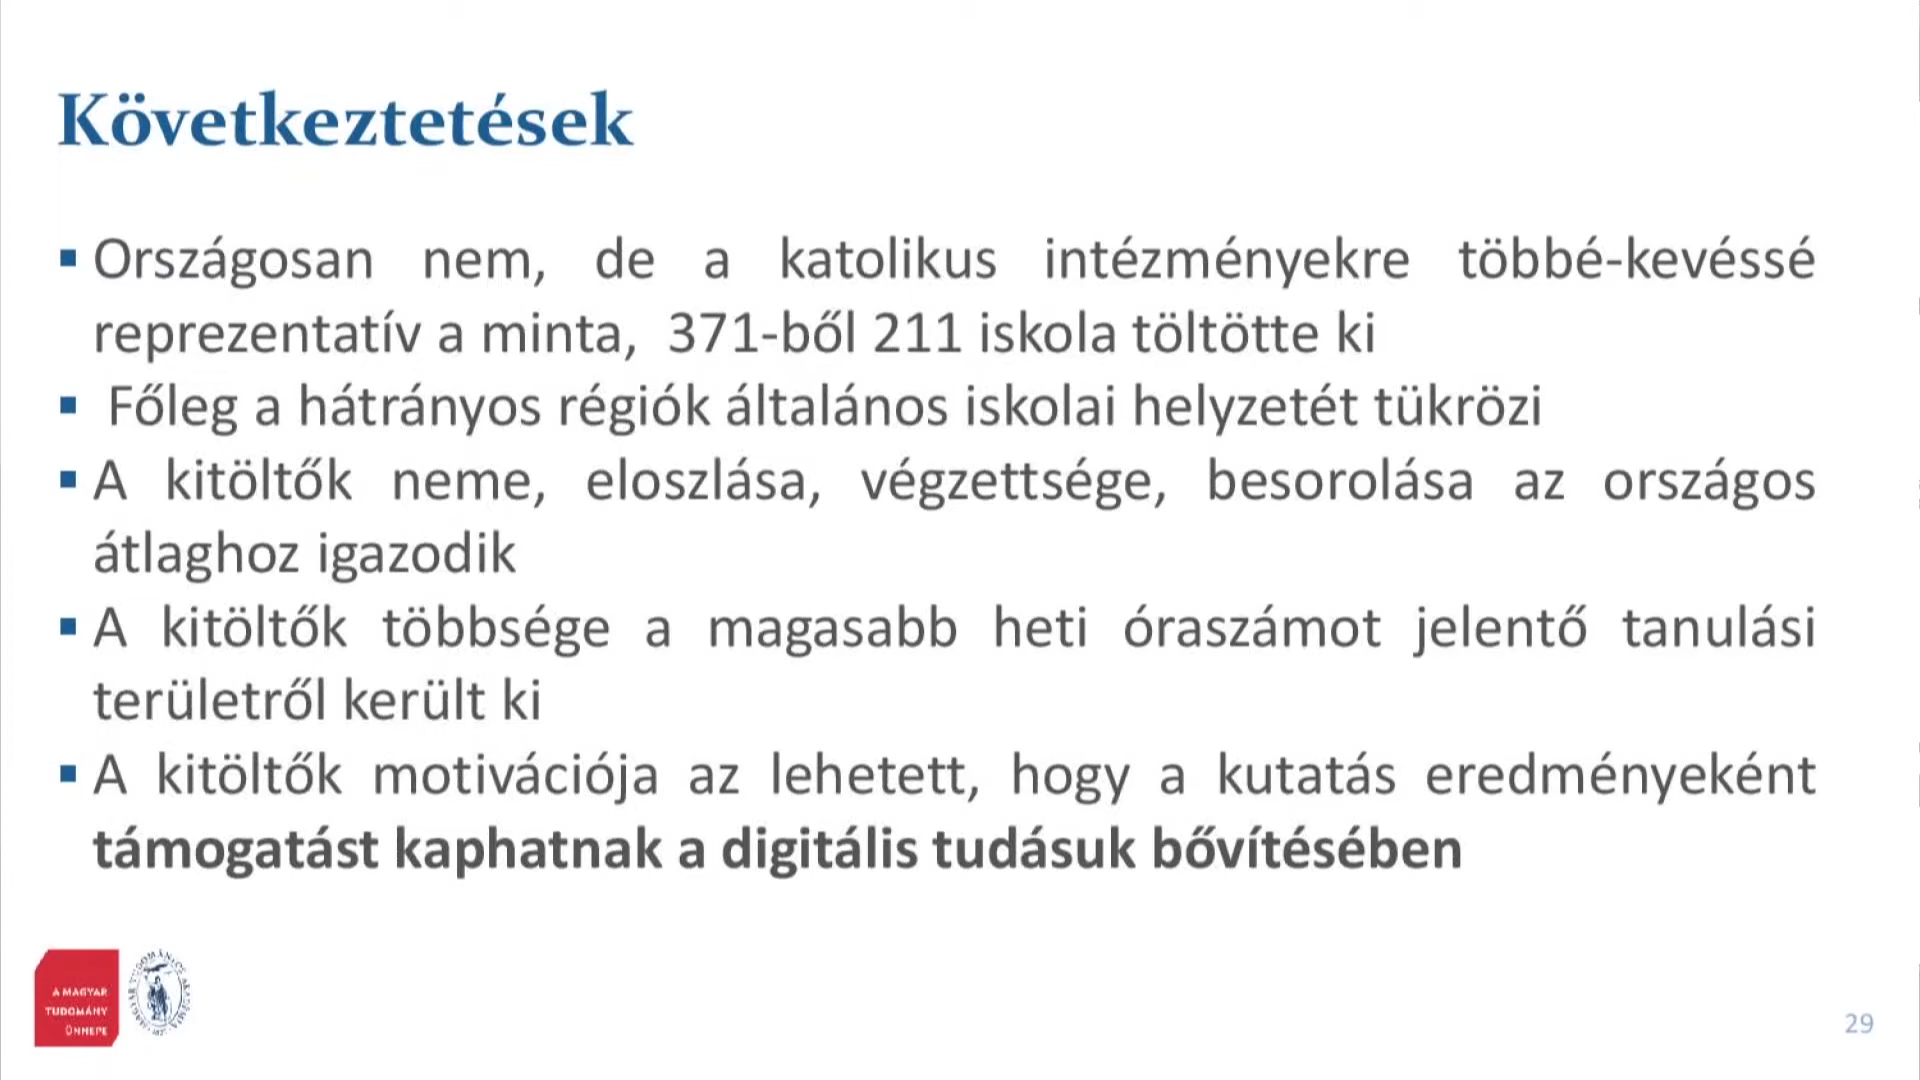 Következtetések
Országosan nem, de a katolikus intézményekre többé-kevéssé
reprezentatív a minta, 371-ből 211 iskola töltötte ki
Főleg a hátrányos régiók általános iskolai helyzetét tükrözi
A kitöltők neme, eloszlása, végzettsége, besorolása az országos
átlaghoz igazodik
A kitöltők többsége a magasabb heti óraszámot jelentő tanulási
területről került ki
A kitöltők motivációja az lehetett, hogy a kutatás eredményeként
támogatást kaphatnak a digitális tudásuk bővítésében
A MAGYAR
TUDOMÁNY
ÜNNEPE
29